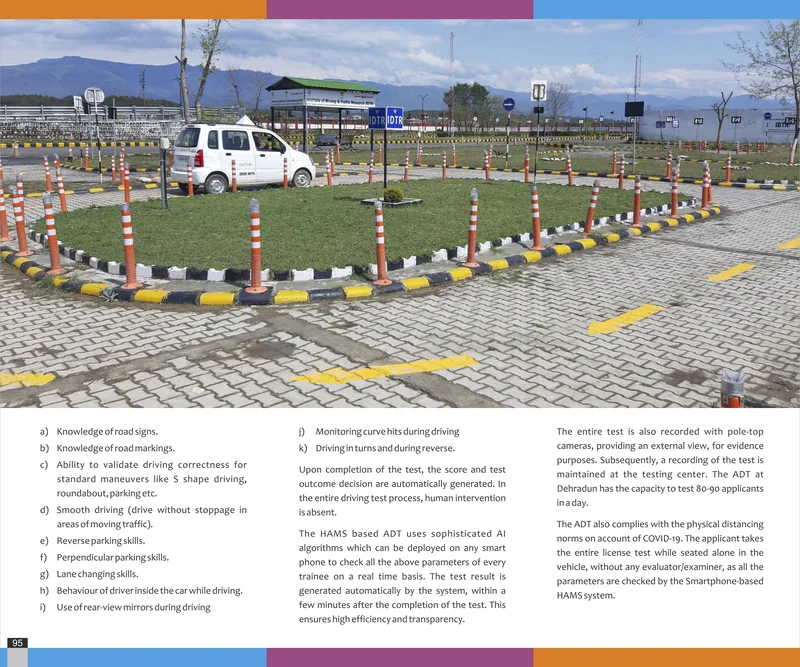 Institute of Driving & Traffic Research (IDTR)
IDTR
IDTR
IDTR
a) Knowledge of road signs.
b) Knowledge of road markings.
c) Ability to validate driving correctness for
standard maneuvers like S shape driving,
roundabout, parking etc.
d) Smooth driving (drive without stoppage in
areas of moving traffic).
e) Reverse parking skills.
f) Perpendicular parking skills.
g) Lane changing skills.
h) Behaviour of driver inside the car while driving.
i) Use of rear-view mirrors during driving
j) Monitoring curve hits during driving
k) Driving in turns and during reverse.
Upon completion of the test, the score and test
outcome decision are automatically generated. In
the entire driving test process, human intervention
is absent.
The HAMS based ADT uses sophisticated AI
algorithms which can be deployed on any smart
phone to check all the above parameters of every
trainee on a real time basis. The test result is
generated automatically by the system, within a
few minutes after the completion of the test. This
ensures high efficiency and transparency.
The entire test is also recorded with pole-top
cameras, providing an external view, for evidence
purposes. Subsequently, a recording of the test is
maintained at the testing center. The ADT at
Dehradun has the capacity to test 80-90 applicants
in a day.
The ADT also complies with the physical distancing
norms on account of COVID-19. The applicant takes
the entire license test while seated alone in the
vehicle, without any evaluator/examiner, as all the
parameters are checked by the Smartphone-based
HAMS system.
95